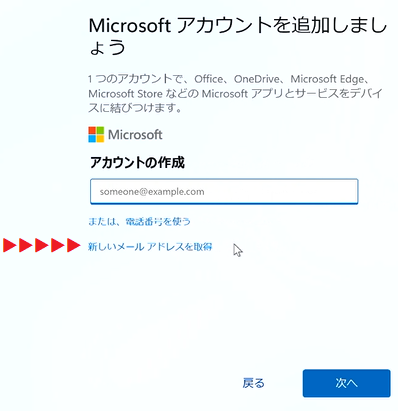 Microsoft アカウントを追加しまし
ょう
1 つのアカウントで、Office、OneDrive、Microsoft Edge、
Microsoft Store などの Microsoft アプリとサービスをデバイ
スに結びつけます。
Microsoft
アカウントの作成
someone@example.com
または、電話番号を使う
新しいメール アドレスを取得
戻る
次へ